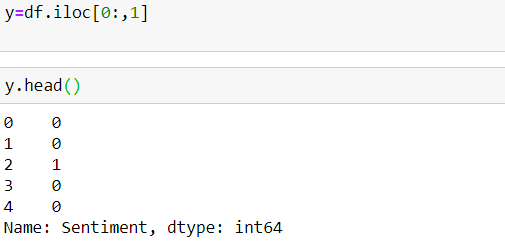 y=df.iloc[0:,1]
y.head()
0    0
1    0
2    1
3    0
4    0
Name: Sentiment, dtype: int64